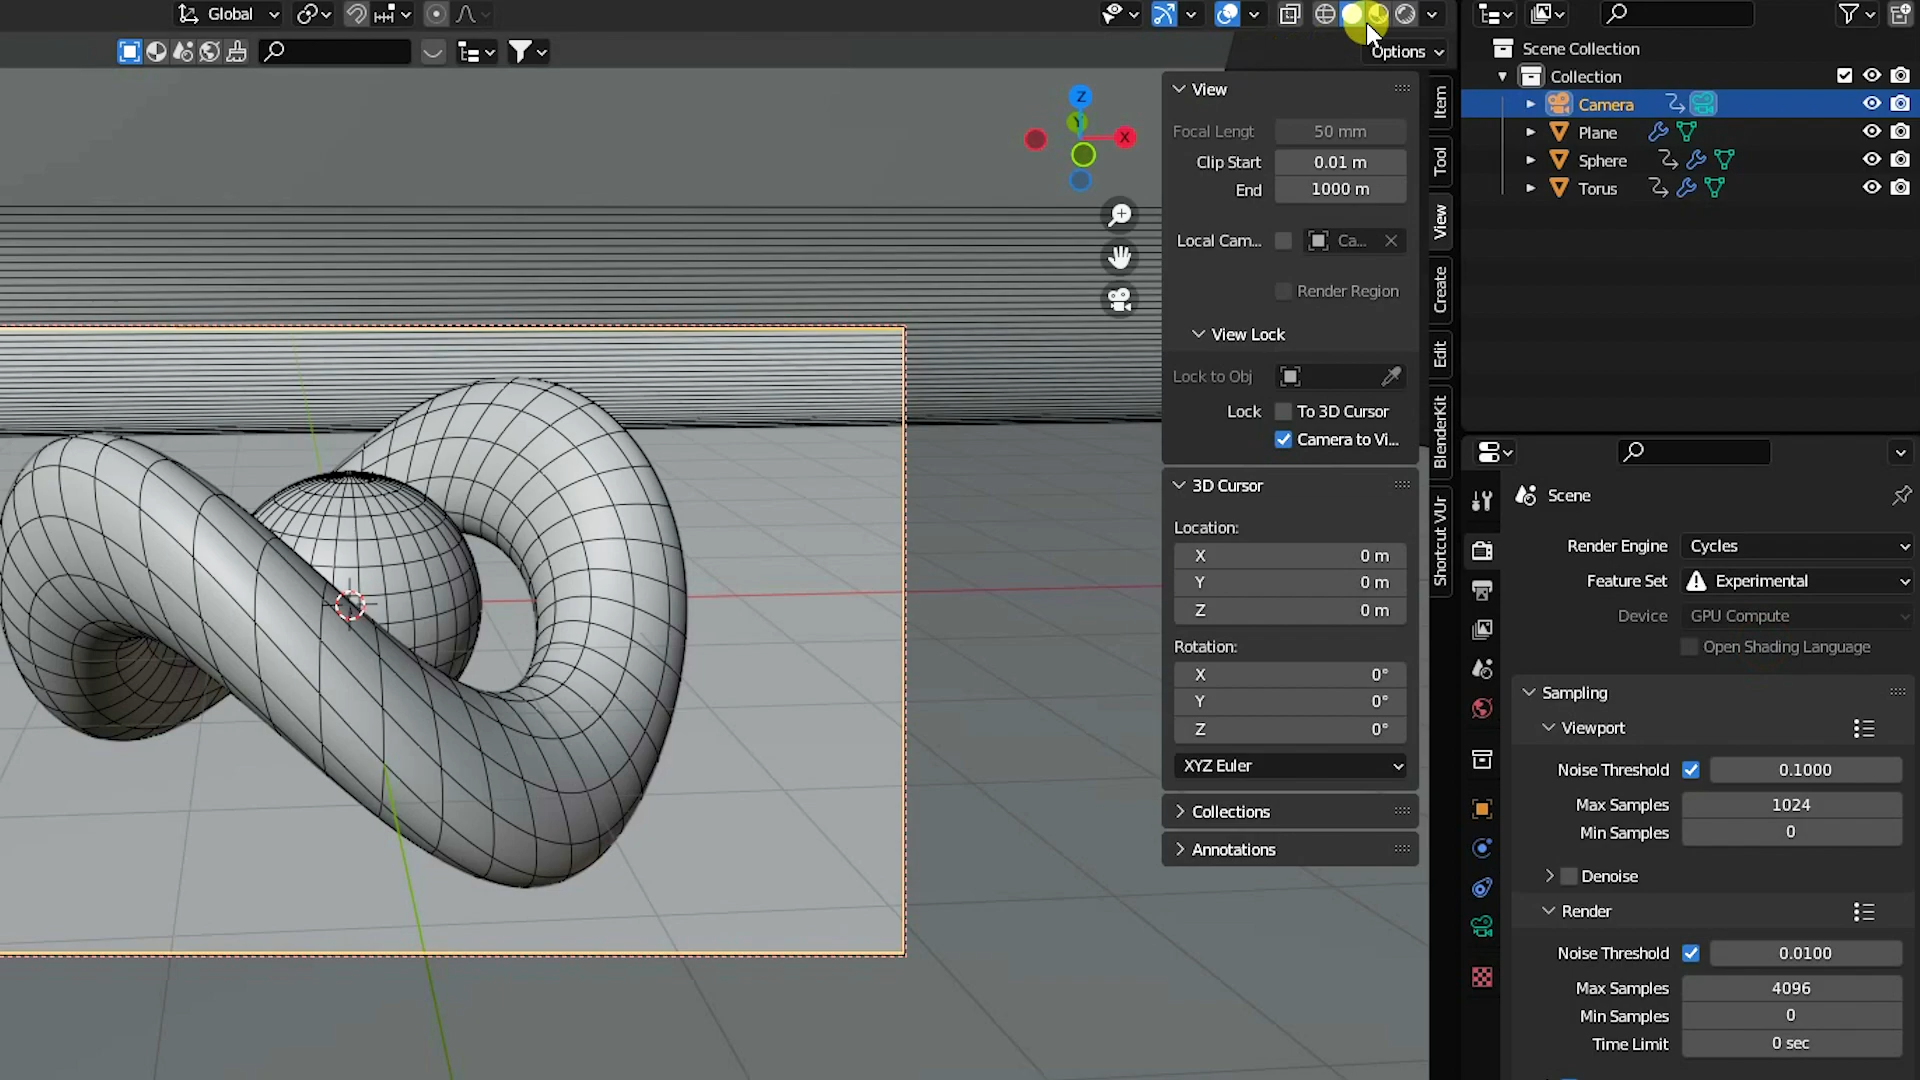 Global
Options
View
Focal Lengt 50 mm
Clip Start 0.01 m
End 1000 m
Local Cam... Ca...
Render Region
View Lock
Lock to Obj
Lock To 3D Cursor
Camera to Vi...
3D Cursor
Location:
X 0 m
Y 0 m
Z 0 m
Rotation:
X 0°
Y 0°
Z 0°
XYZ Euler
Collections
Annotations
Z
Y
X
Item
Tool
View
Create
Edit
BlenderKit
Shortcut VUr
Scene Collection
Collection
Camera
Plane
Sphere
Torus
Scene
Render Engine Cycles
Feature Set Experimental
Device GPU Compute
Open Shading Language
Sampling
Viewport
Noise Threshold 0.1000
Max Samples 1024
Min Samples 0
Denoise
Render
Noise Threshold 0.0100
Max Samples 4096
Min Samples 0
Time Limit 0 sec